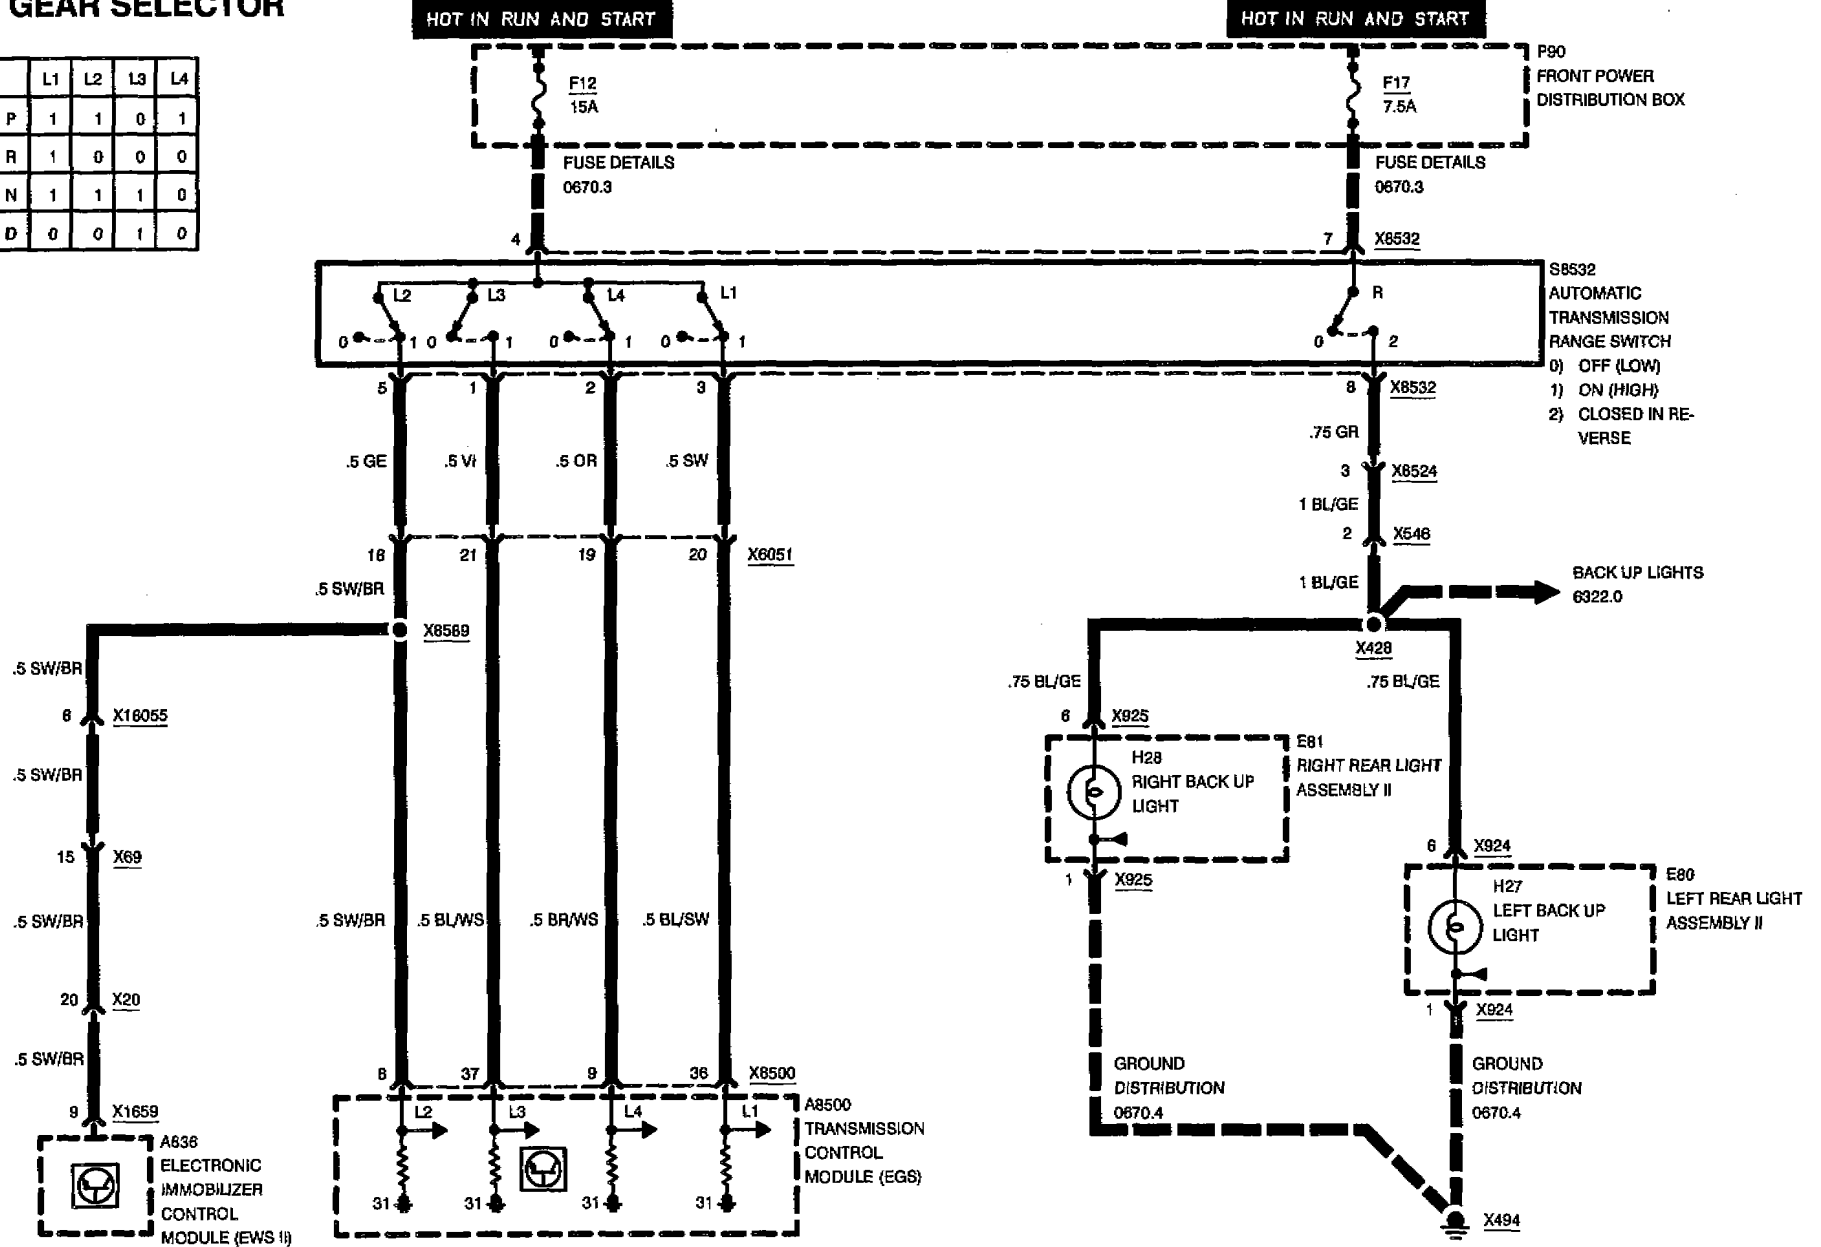 GEAR SELECTOR
L1 L2 L3 L4
P 1 1 0 1
R 1 0 0 0
N 1 1 1 0
D 0 0 1 0
HOT IN RUN AND START
HOT IN RUN AND START
F12
15A
F17
7.5A
P90
FRONT POWER
DISTRIBUTION BOX
FUSE DETAILS
0670.3
FUSE DETAILS
0670.3
4
7
X8532
L2
L3
L4
L1
R
0 1
0 1
0 1
0 1
0 2
S8532
AUTOMATIC
TRANSMISSION
RANGE SWITCH
0) OFF (LOW)
1) ON (HIGH)
2) CLOSED IN RE-
VERSE
5
1
2
3
8
X8532
.5 GE
.5 VI
.5 OR
.5 SW
.75 GR
3
X8524
1 BL/GE
2
X546
1 BL/GE
18
21
19
20
X6051
.5 SW/BR
X8589
BACK UP LIGHTS
6322.0
X428
.5 SW/BR
6
X16055
.5 SW/BR
15
X69
.5 SW/BR
20
X20
.5 SW/BR
9
X1659
A836
ELECTRONIC
IMMOBILIZER
CONTROL
MODULE (EWS II)
.5 SW/BR
.5 BL/WS
.5 BR/WS
.5 BL/SW
8
37
9
36
X8500
L2
L3
L4
L1
31
31
31
31
A8500
TRANSMISSION
CONTROL
MODULE (EGS)
.75 BL/GE
.75 BL/GE
6
X925
H28
RIGHT BACK UP
LIGHT
E81
RIGHT REAR LIGHT
ASSEMBLY II
1
X925
6
X924
H27
LEFT BACK UP
LIGHT
E80
LEFT REAR LIGHT
ASSEMBLY II
1
X924
GROUND
DISTRIBUTION
0670.4
GROUND
DISTRIBUTION
0670.4
X494